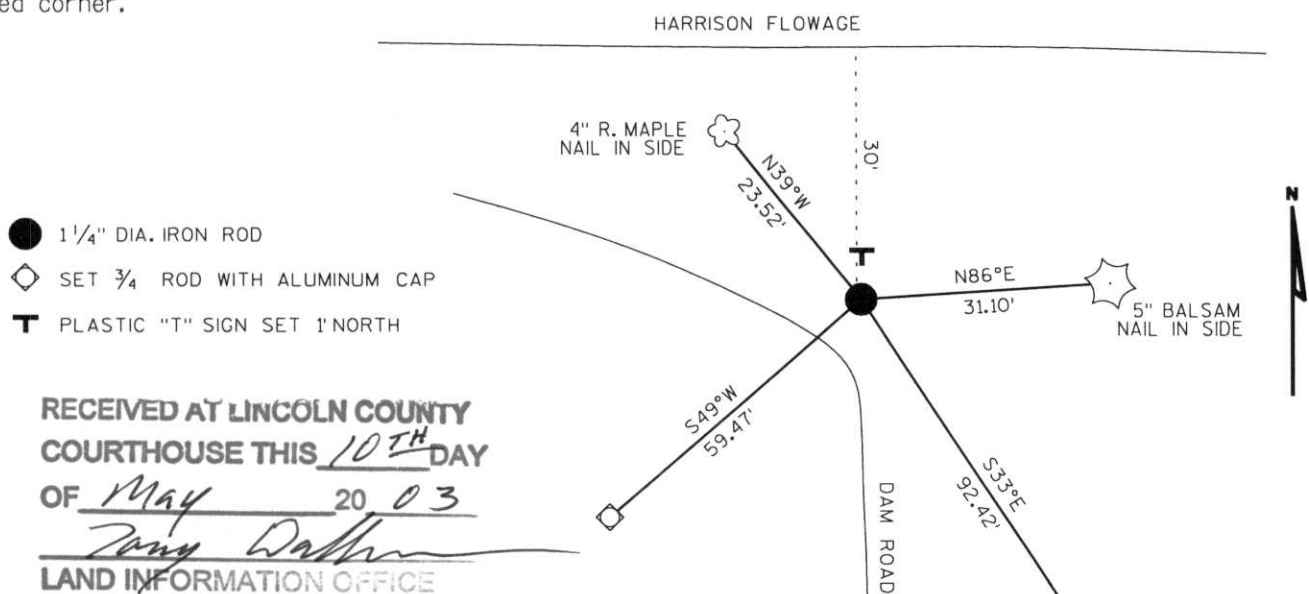 ed corner.
HARRISON FLOWAGE
4" R. MAPLE
NAIL IN SIDE
N39°W
23.52'
30'
N
1 1/4" DIA. IRON ROD
SET 3/4 ROD WITH ALUMINUM CAP
T PLASTIC "T" SIGN SET 1' NORTH
T
N86°E
31.10'
5" BALSAM
NAIL IN SIDE
S49°W
59.47'
S33°E
92.42'
DAM ROAD
RECEIVED AT LINCOLN COUNTY
COURTHOUSE THIS 10TH DAY
OF May 20 03
LAND INFORMATION OFFICE